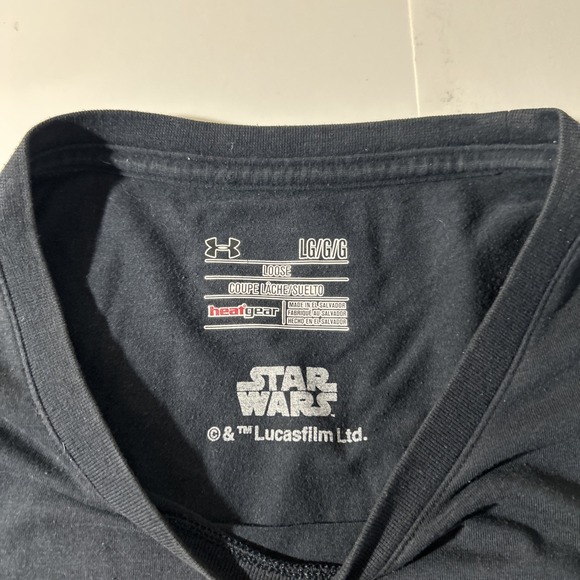 LG/G/G
LOOSE
COUPE LÂCHE/SUELTO
heatgear
MADE IN EL SALVADOR
FABRIQUE AU SALVADOR
HECHO EN EL SALVADOR
STAR
WARS
©&™ Lucasfilm Ltd.